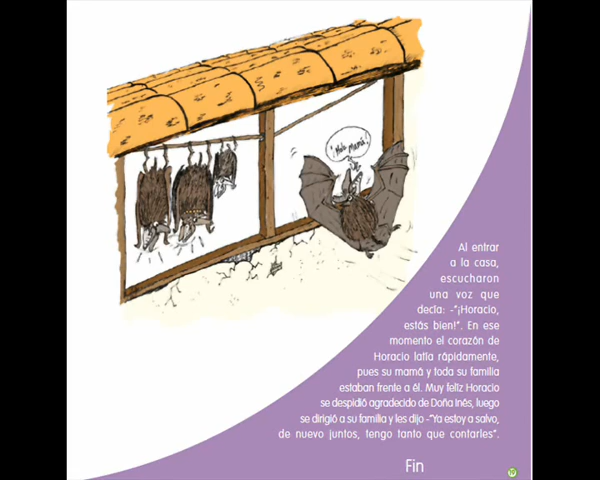 ¡Hola Mamá!
Al entrar
a la casa,
escucharon
una voz que
decía: -"¡Horacio,
estás bien!". En ese
momento el corazón de
Horacio latía rápidamente,
pues su mamá y toda su familia
estaban frente a él. Muy feliz Horacio
se despidió agradecido de Doña Inés, luego
se dirigió a su familia y les dijo -"Ya estoy a salvo,
de nuevo juntos, tengo tanto que contarles".
Fin